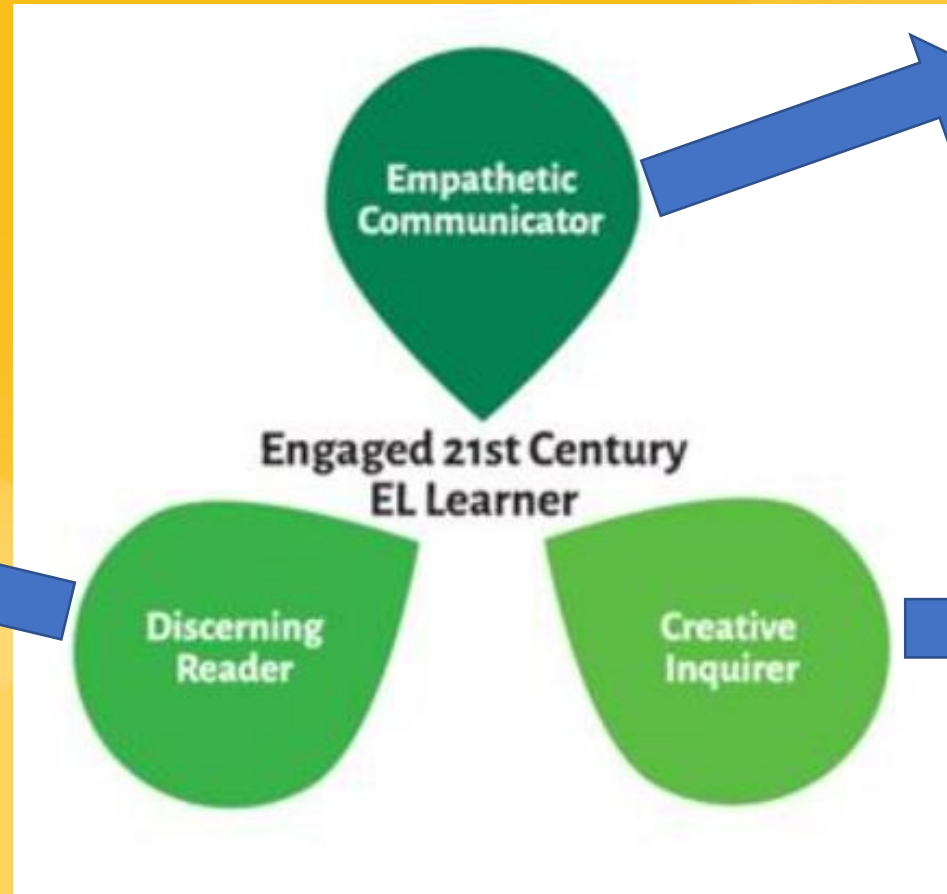 Empathetic
Communicator
Engaged 21st Century
EL Learner
Discerning
Reader
Creative
Inquirer